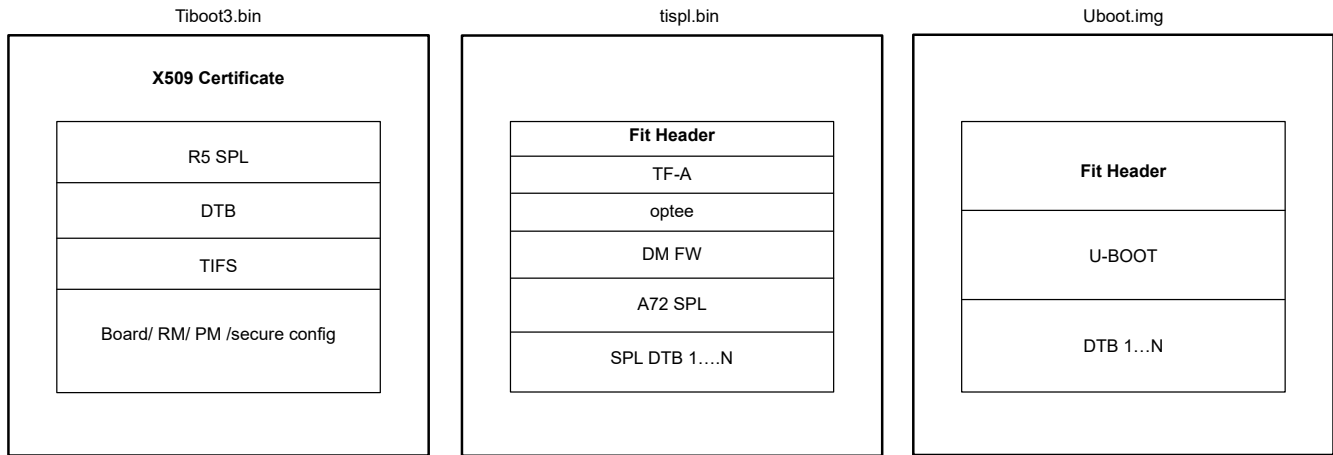 Tiboot3.bin
X509 Certificate
R5 SPL
DTB
TIFS
Board/ RM/ PM /secure config
tispl.bin
Fit Header
TF-A
optee
DM FW
A72 SPL
SPL DTB 1....N
Uboot.img
Fit Header
U-BOOT
DTB 1...N